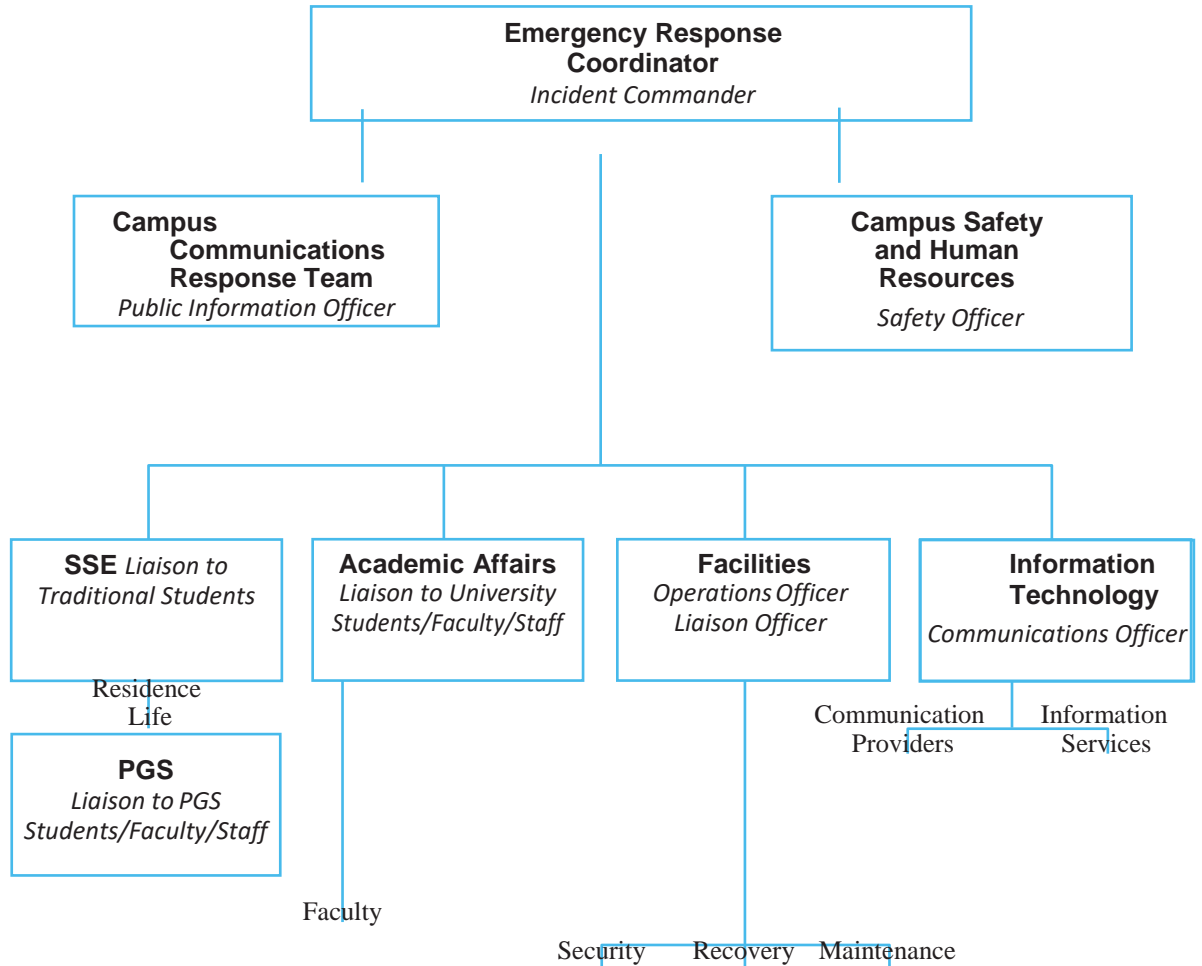 Emergency Response
Coordinator
Incident Commander
Campus
Communications
Response Team
Public Information Officer
Campus Safety
and Human
Resources
Safety Officer
SSE Liaison to
Traditional Students
Academic Affairs
Liaison to University
Students/Faculty/Staff
Facilities
Operations Officer
Liaison Officer
Information
Technology
Communications Officer
Residence
Life
PGS
Liaison to PGS
Students/Faculty/Staff
Communication
Providers
Information
Services
Faculty
Security
Recovery
Maintenance